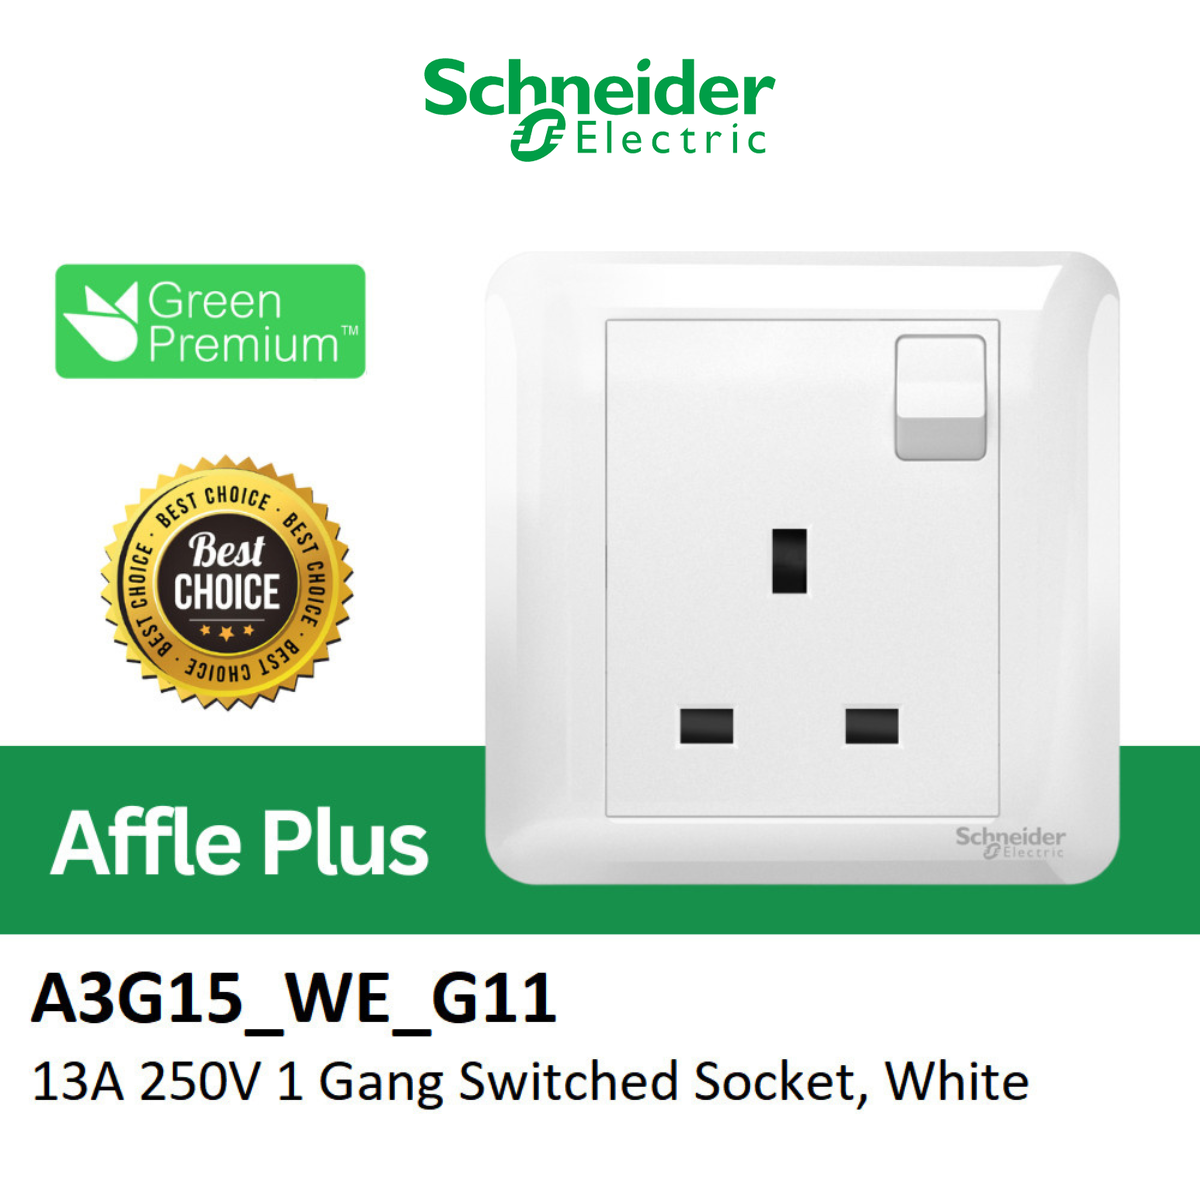 Schneider
Electric
Green
Premium™
BEST CHOICE · BEST CHOICE · BEST CHOICE · BEST CHOICE ·
Best
CHOICE
Affle Plus
Schneider
Electric
A3G15_WE_G11
13A 250V 1 Gang Switched Socket, White